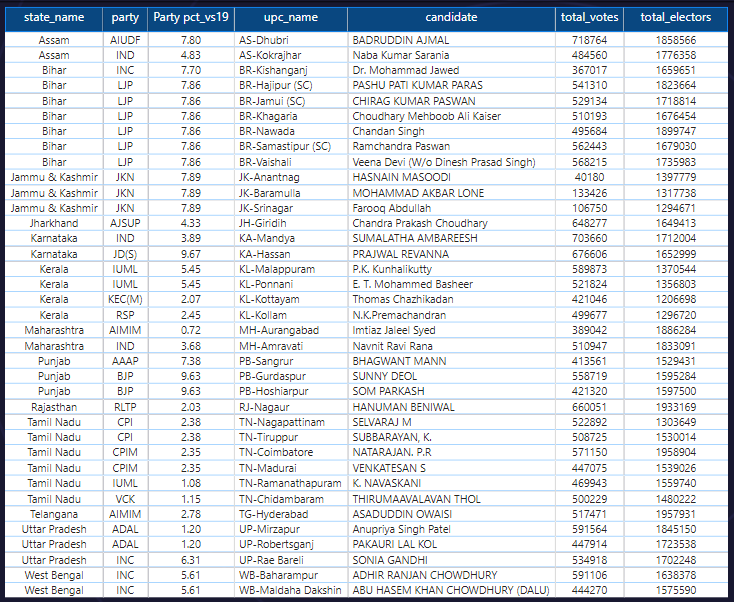 state_name party Party pct_vs19 upc_name candidate total_votes total_electors
Assam AIUDF 7.80 AS-Dhubri BADRUDDIN AJMAL 718764 1858566
Assam IND 4.83 AS-Kokrajhar Naba Kumar Sarania 484560 1776358
Bihar INC 7.70 BR-Kishanganj Dr. Mohammad Jawed 367017 1659651
Bihar LJP 7.86 BR-Hajipur (SC) PASHU PATI KUMAR PARAS 541310 1823664
Bihar LJP 7.86 BR-Jamui (SC) CHIRAG KUMAR PASWAN 529134 1718814
Bihar LJP 7.86 BR-Khagaria Choudhary Mehboob Ali Kaiser 510193 1676454
Bihar LJP 7.86 BR-Nawada Chandan Singh 495684 1899747
Bihar LJP 7.86 BR-Samastipur (SC) Ramchandra Paswan 562443 1679030
Bihar LJP 7.86 BR-Vaishali Veena Devi (W/o Dinesh Prasad Singh) 568215 1735983
Jammu & Kashmir JKN 7.89 JK-Anantnag HASNAIN MASOODI 40180 1397779
Jammu & Kashmir JKN 7.89 JK-Baramulla MOHAMMAD AKBAR LONE 133426 1317738
Jammu & Kashmir JKN 7.89 JK-Srinagar Farooq Abdullah 106750 1294671
Jharkhand AJSUP 4.33 JH-Giridih Chandra Prakash Choudhary 648277 1649413
Karnataka IND 3.89 KA-Mandya SUMALATHA AMBAREESH 703660 1712004
Karnataka JD(S) 9.67 KA-Hassan PRAJWAL REVANNA 676606 1652999
Kerala IUML 5.45 KL-Malappuram P.K. Kunhalikutty 589873 1370544
Kerala IUML 5.45 KL-Ponnani E. T. Mohammed Basheer 521824 1356803
Kerala KEC(M) 2.07 KL-Kottayam Thomas Chazhikadan 421046 1206698
Kerala RSP 2.45 KL-Kollam N.K.Premachandran 499677 1296720
Maharashtra AIMIM 0.72 MH-Aurangabad Imtiaz Jaleel Syed 389042 1886284
Maharashtra IND 3.68 MH-Amravati Navnit Ravi Rana 510947 1833091
Punjab AAAP 7.38 PB-Sangrur BHAGWANT MANN 413561 1529431
Punjab BJP 9.63 PB-Gurdaspur SUNNY DEOL 558719 1595284
Punjab BJP 9.63 PB-Hoshiarpur SOM PARKASH 421320 1597500
Rajasthan RLTP 2.03 RJ-Nagaur HANUMAN BENIWAL 660051 1933169
Tamil Nadu CPI 2.38 TN-Nagapattinam SELVARAJ M 522892 1303649
Tamil Nadu CPI 2.38 TN-Tiruppur SUBBARAYAN, K. 508725 1530014
Tamil Nadu CPIM 2.35 TN-Coimbatore NATARAJAN. P.R 571150 1958904
Tamil Nadu CPIM 2.35 TN-Madurai VENKATESAN S 447075 1539026
Tamil Nadu IUML 1.08 TN-Ramanathapuram K. NAVASKANI 469943 1559740
Tamil Nadu VCK 1.15 TN-Chidambaram THIRUMAAVALAVAN THOL 500229 1480222
Telangana AIMIM 2.78 TG-Hyderabad ASADUDDIN OWAISI 517471 1957931
Uttar Pradesh ADAL 1.20 UP-Mirzapur Anupriya Singh Patel 591564 1845150
Uttar Pradesh ADAL 1.20 UP-Robertsganj PAKAURI LAL KOL 447914 1723538
Uttar Pradesh INC 6.31 UP-Rae Bareli SONIA GANDHI 534918 1702248
West Bengal INC 5.61 WB-Baharampur ADHIR RANJAN CHOWDHURY 591106 1638378
West Bengal INC 5.61 WB-Maldaha Dakshin ABU HASEM KHAN CHOWDHURY (DALU) 444270 1575590